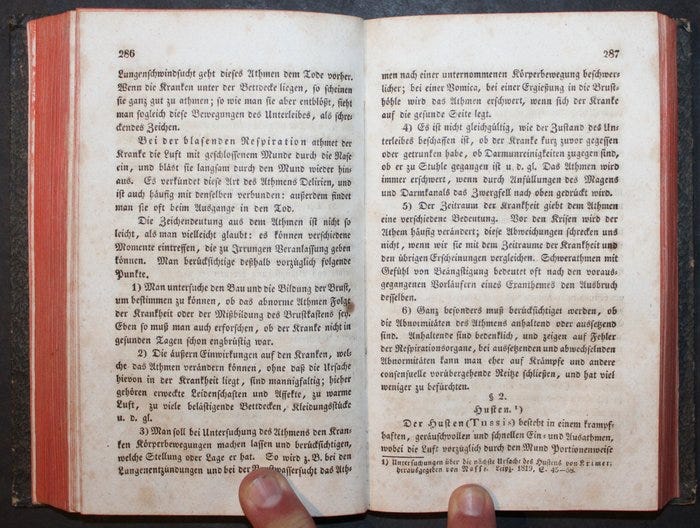 286
Lungenschwindsucht geht dieses Athmen dem Tode vorher.
Wenn die Kranken unter der Bettdecke liegen, so scheinen
sie ganz gut zu athmen; so wie man sie aber entblößt, sieht
man sogleich diese Bewegungen des Unterleibes, als schre-
ckendes Zeichen.
Bei der blasenden Respiration athmet der
Kranke die Luft mit geschlossenem Munde durch die Nase
ein, und bläst sie langsam durch den Mund wieder hin-
aus. Es verkündet diese Art des Athmens Delirien, und
ist auch häufig mit denselben verbunden: außerdem findet
man sie oft beim Ausgange in den Tod.
Die Zeichendeutung aus dem Athmen ist nicht so
leicht, als man vielleicht glaubt: es können verschiedene
Momente eintreffen, die zu Irrungen Veranlassung geben
können. Man berücksichtige deßhalb vorzüglich folgende
Punkte.
1) Man untersuche den Bau und die Bildung der Brust,
um bestimmen zu können, ob das abnorme Athmen Folge
der Krankheit oder der Mißbildung des Brustkastens sey.
Eben so muß man auch erforschen, ob der Kranke nicht in
gesunden Tagen schon engbrüstig war.
2) Die äußern Einwirkungen auf den Kranken, wel-
che das Athmen verändern können, ohne daß die Ursache
hievon in der Krankheit liegt, sind mannigfaltig; hieher
gehören erweckte Leidenschaften und Affekte, zu warme
Luft, zu viele belästigende Bettdecken, Kleidungsstücke
u. d. gl.
3) Man soll bei Untersuchung des Athmens den Kran-
ken Körperbewegungen machen lassen und berücksichtigen,
welche Stellung oder Lage er hat. So wird z. B. bei den
Lungenentzündungen und bei der Brustwassersucht das Ath-
287
men nach einer unternommenen Körperbewegung beschwer-
licher; bei einer Vomica, bei einer Ergießung in die Brust-
höhle wird das Athmen erschwert, wenn sich der Kranke
auf die gesunde Seite legt.
4) Es ist nicht gleichgültig, wie der Zustand des Un-
terleibes beschaffen ist, ob der Kranke kurz zuvor gegessen
oder getrunken habe, ob Darmunreinigkeiten zugegen sind,
ob er zu Stuhle gegangen ist u. d. gl. Das Athmen wird
immer erschwert, wenn durch Anfüllungen des Magens
und Darmkanals das Zwergfell nach oben gedrückt wird.
5) Der Zeitraum der Krankheit giebt dem Athmen
eine verschiedene Bedeutung. Vor den Krisen wird der
Athem häufig verändert; diese Abweichungen schrecken uns
nicht, wenn wir sie mit dem Zeitraume der Krankheit und
den übrigen Erscheinungen vergleichen. Schwerathmen mit
Gefühl von Beängstigung bedeutet oft nach den voraus-
gegangenen Vorläufern eines Exanthemes den Ausbruch
desselben.
6) Ganz besonders muß berücksichtiget werden, ob
die Abnormitäten des Athmens anhaltend oder aussetzend
sind. Anhaltende sind bedenklich, und zeigen auf Fehler
der Respirationsorgane, bei aussetzenden und abwechselnden
Abnormitäten kann man eher auf Krämpfe und andere
consensuelle vorübergehende Reitze schließen, und hat viel
weniger zu befürchten.
§ 2.
Husten. ¹)
Der Husten (Tussis) besteht in einem krampf-
haften, geräuschvollen und schnellen Ein- und Ausathmen,
wobei die Luft vorzüglich durch den Mund Portionenweise
1) Untersuchungen über die nächste Ursache des Hustens von Krimer;
herausgegeben von Nasse. Leipz. 1819, S. 45-58.